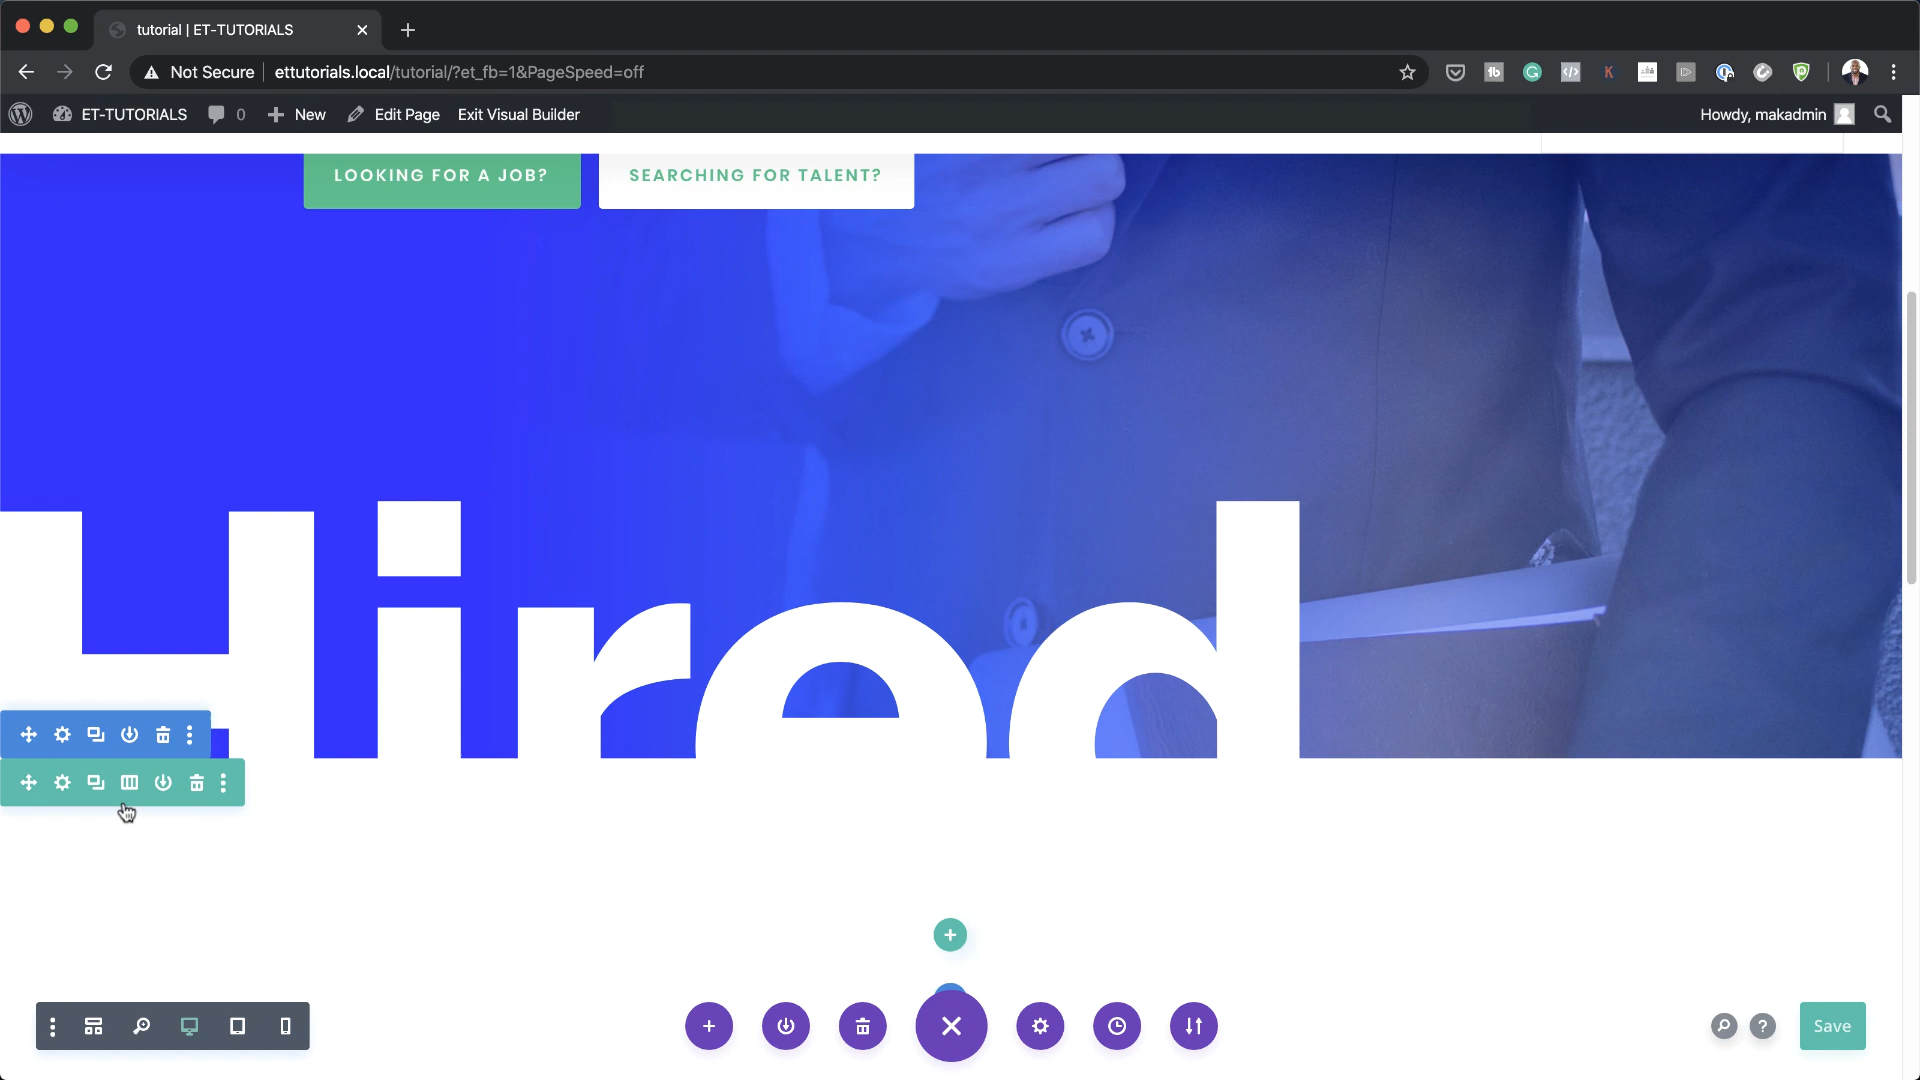 tutorial | ET-TUTORIALS
Not Secure
ettutorials.local/tutorial/?et_fb=1&PageSpeed=off
ET-TUTORIALS
0
New
Edit Page
Exit Visual Builder
Howdy, makadmin
LOOKING FOR A JOB?
SEARCHING FOR TALENT?
Hired
Save